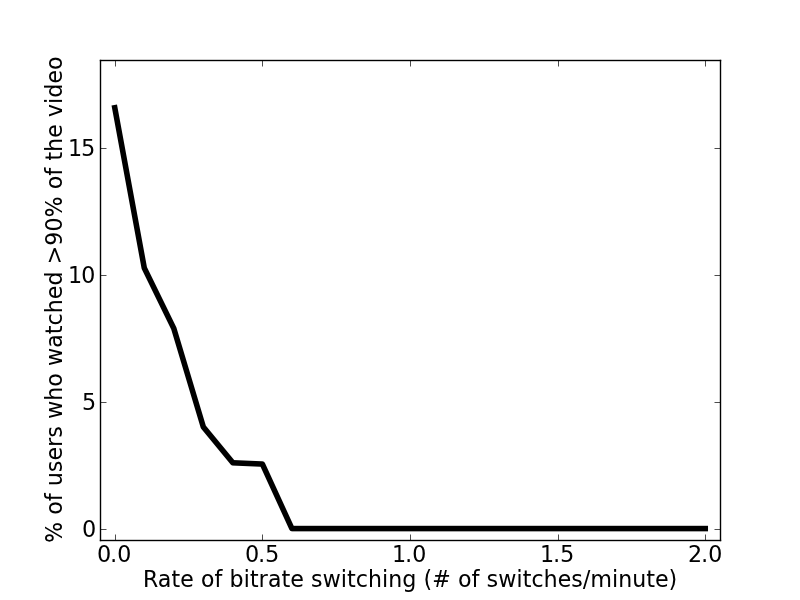 % of users who watched >90% of the video
15
10
5
0
0.0 0.5 1.0 1.5 2.0
Rate of bitrate switching (# of switches/minute)